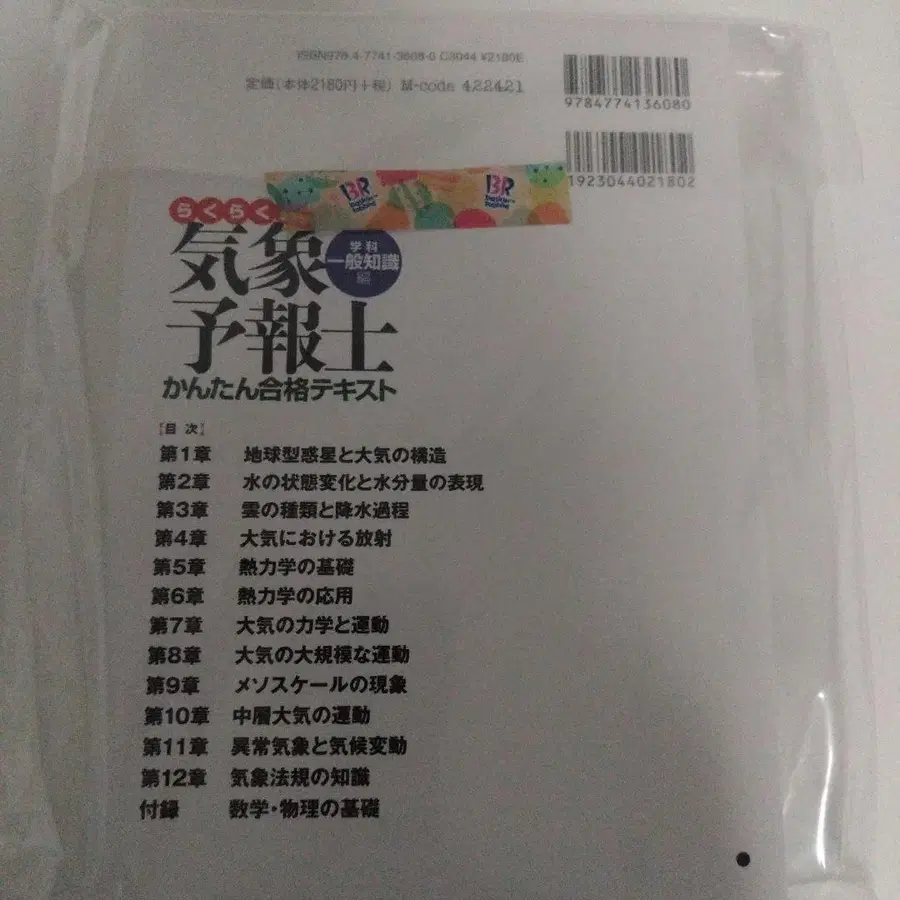 ISBN978-4-7741-3608-0 C3044 ¥2180E
定価(本体2180円+税) M-code 422421
9784774136080
1923044021802
BR
baskin
robbins
BR
baskin
robbins
らくらく
気象
学科
一般知識
編
予報士
かんたん合格テキスト
[目 次]
第1章 地球型惑星と大気の構造
第2章 水の状態変化と水分量の表現
第3章 雲の種類と降水過程
第4章 大気における放射
第5章 熱力学の基礎
第6章 熱力学の応用
第7章 大気の力学と運動
第8章 大気の大規模な運動
第9章 メソスケールの現象
第10章 中層大気の運動
第11章 異常気象と気候変動
第12章 気象法規の知識
付録 数学・物理の基礎